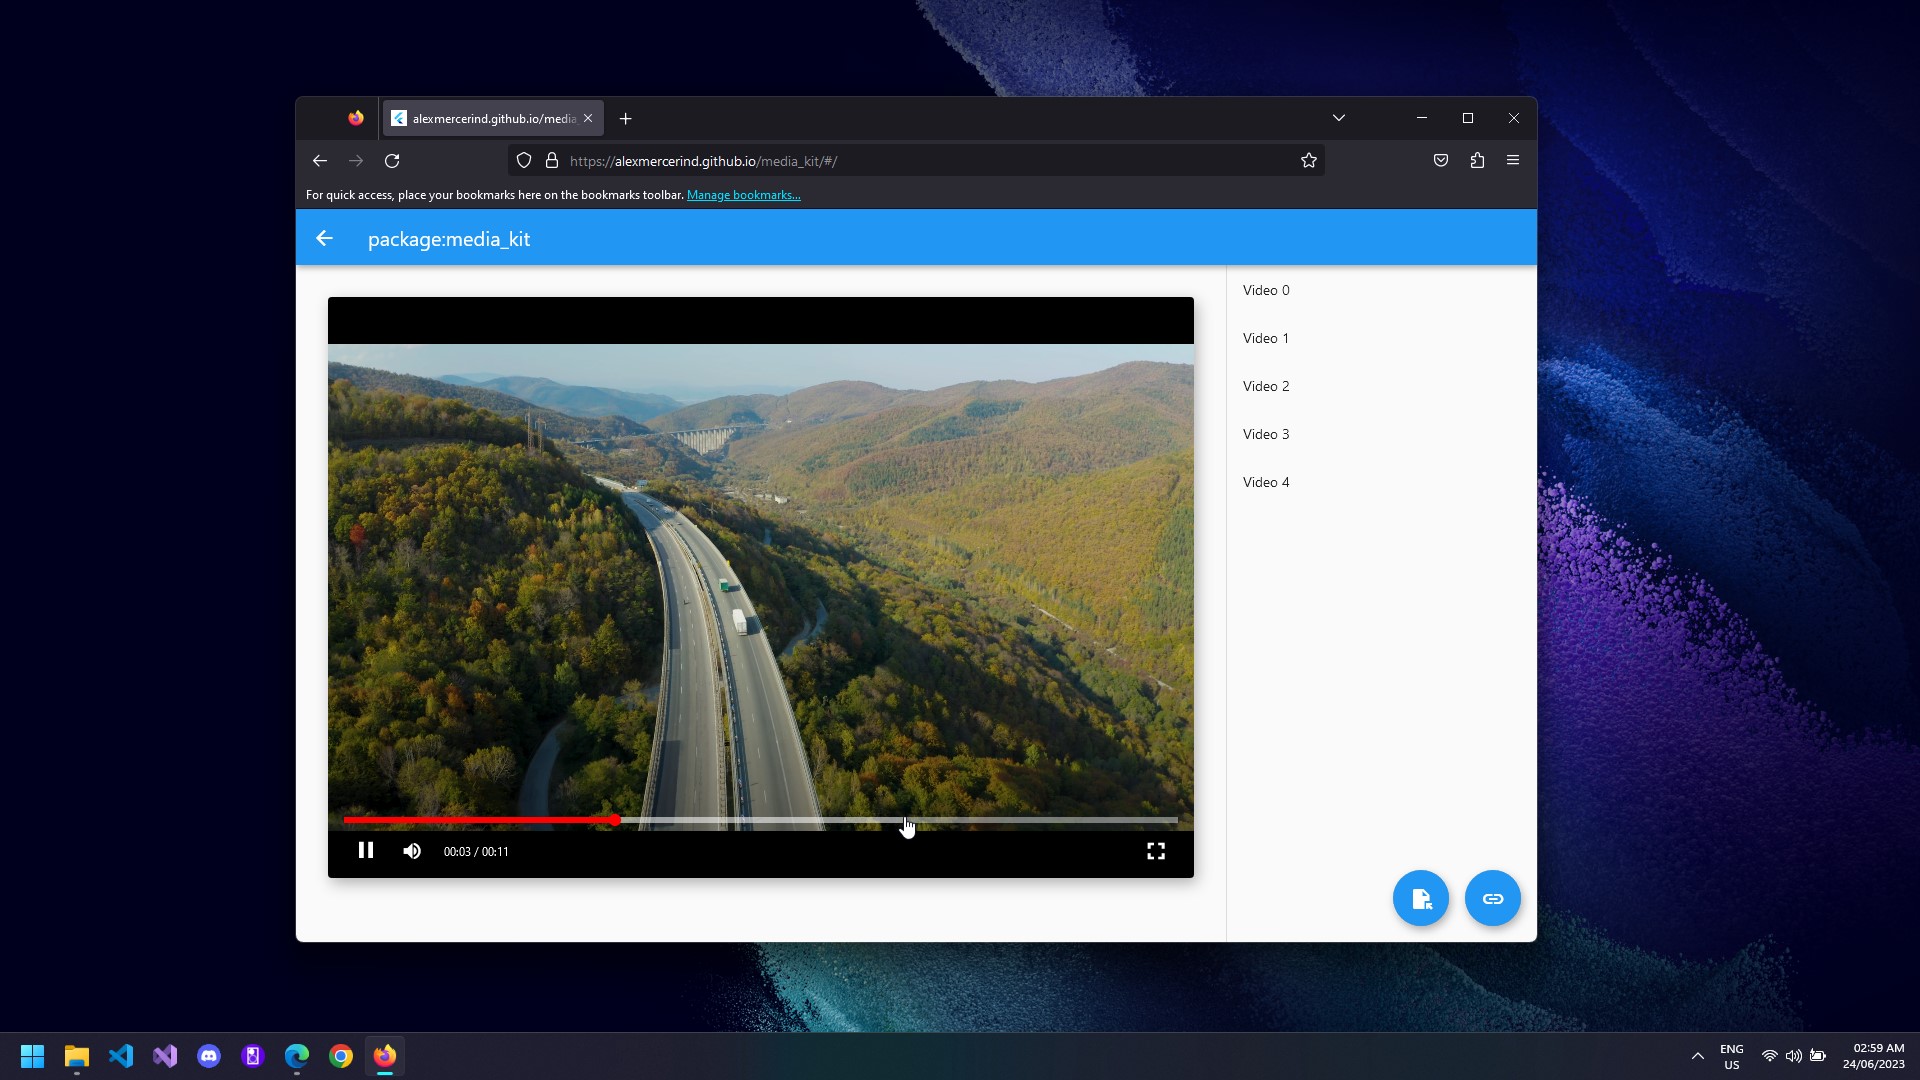 alexmercerind.github.io/media
https://alexmercerind.github.io/media_kit/#/
For quick access, place your bookmarks here on the bookmarks toolbar. Manage bookmarks...
package:media_kit
Video 0
Video 1
Video 2
Video 3
Video 4
00:03 / 00:11
ENG
US
02:59 AM
24/06/2023